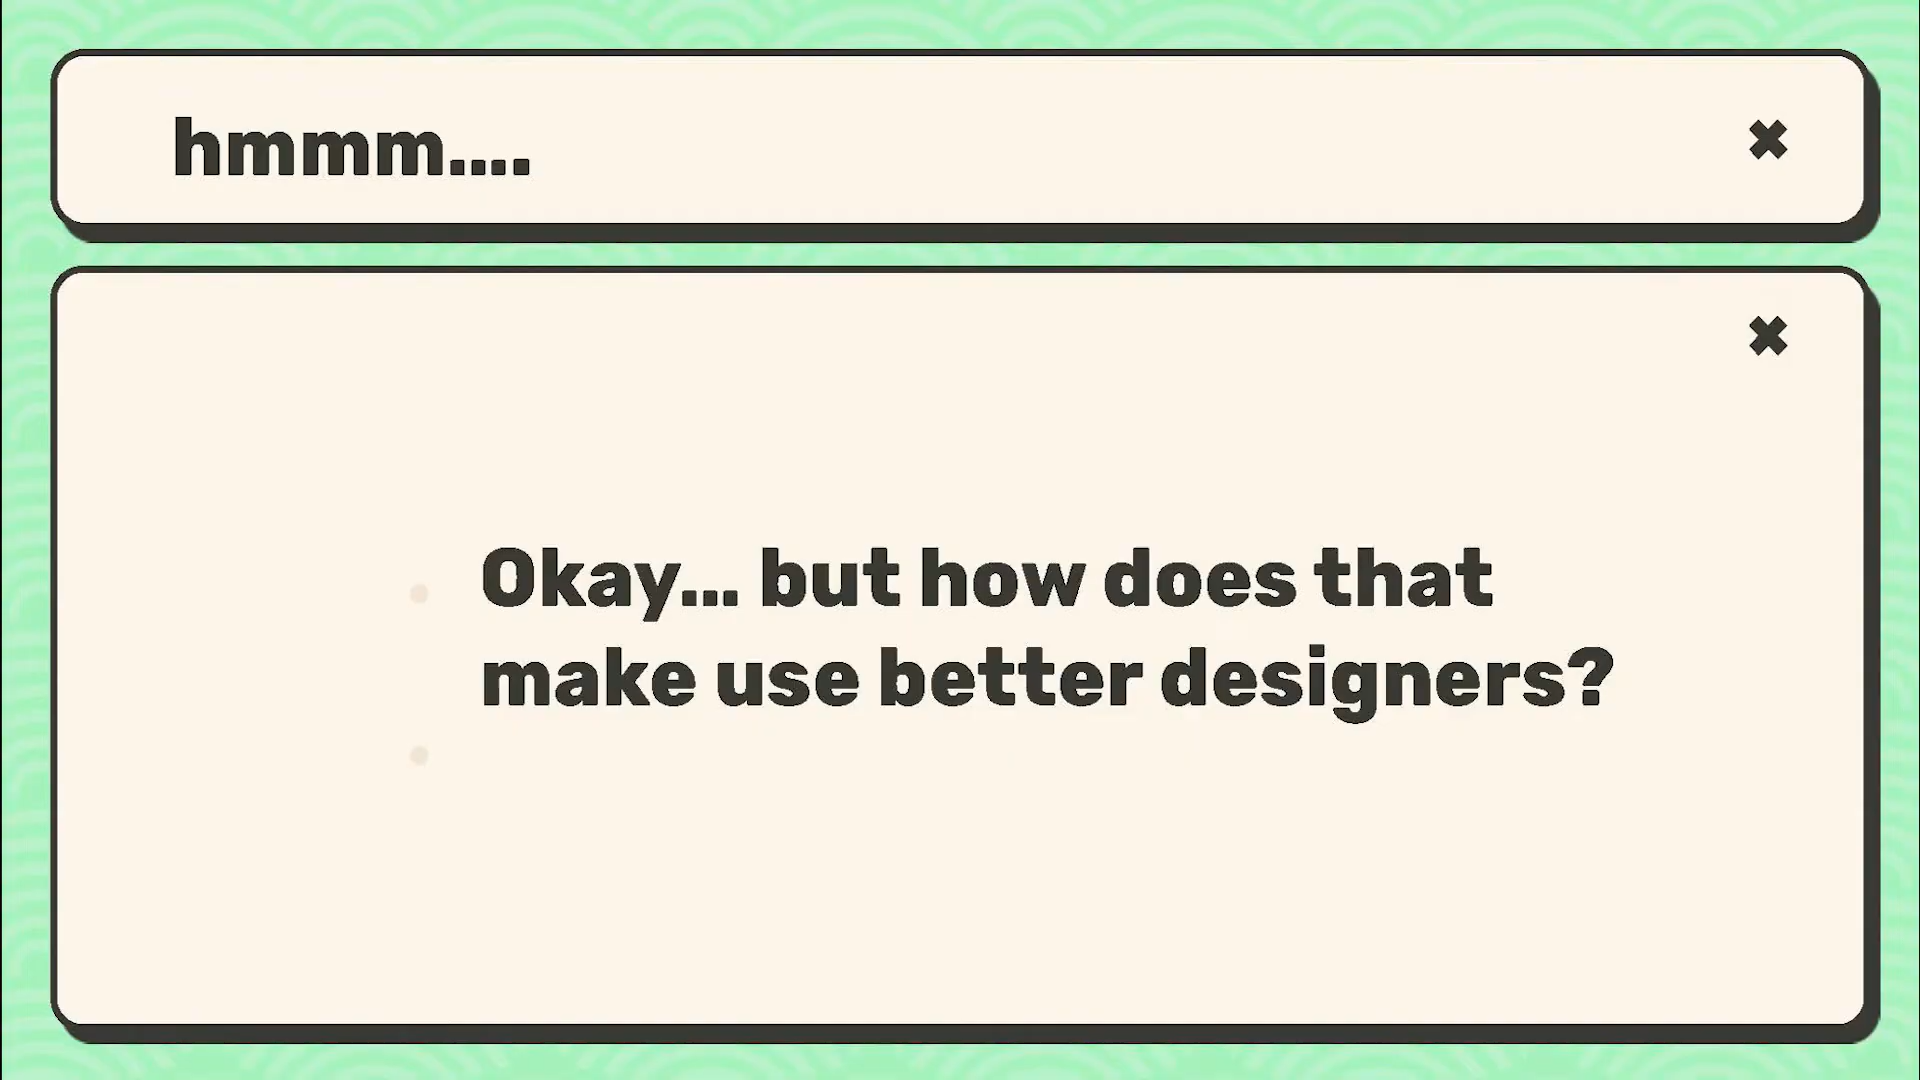 hmmm....
Okay... but how does that
make use better designers?